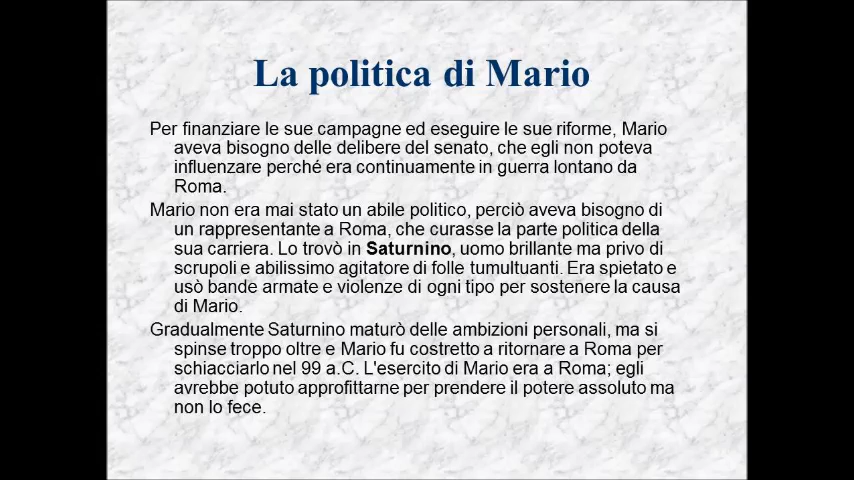 La politica di Mario
Per finanziare le sue campagne ed eseguire le sue riforme, Mario
aveva bisogno delle delibere del senato, che egli non poteva
influenzare perché era continuamente in guerra lontano da
Roma.
Mario non era mai stato un abile politico, perciò aveva bisogno di
un rappresentante a Roma, che curasse la parte politica della
sua carriera. Lo trovò in Saturnino, uomo brillante ma privo di
scrupoli e abilissimo agitatore di folle tumultuanti. Era spietato e
usò bande armate e violenze di ogni tipo per sostenere la causa
di Mario.
Gradualmente Saturnino maturò delle ambizioni personali, ma si
spinse troppo oltre e Mario fu costretto a ritornare a Roma per
schiacciarlo nel 99 a.C. L'esercito di Mario era a Roma; egli
avrebbe potuto approfittarne per prendere il potere assoluto ma
non lo fece.